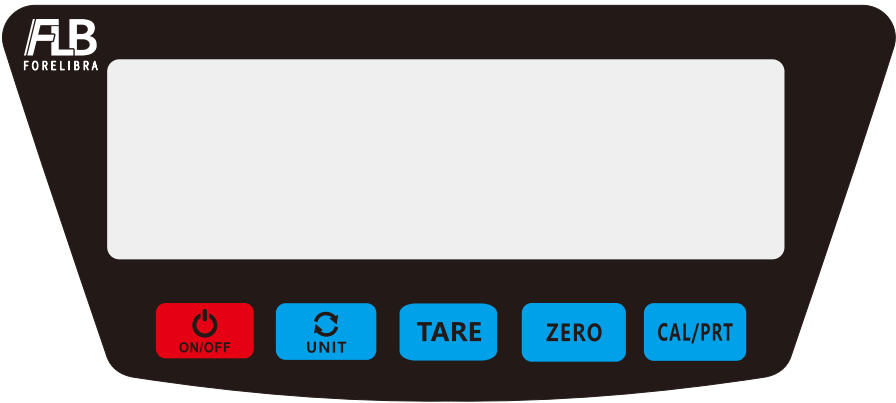 FLB
FORELIBRA
ON/OFF
UNIT
TARE
ZERO
CAL/PRT